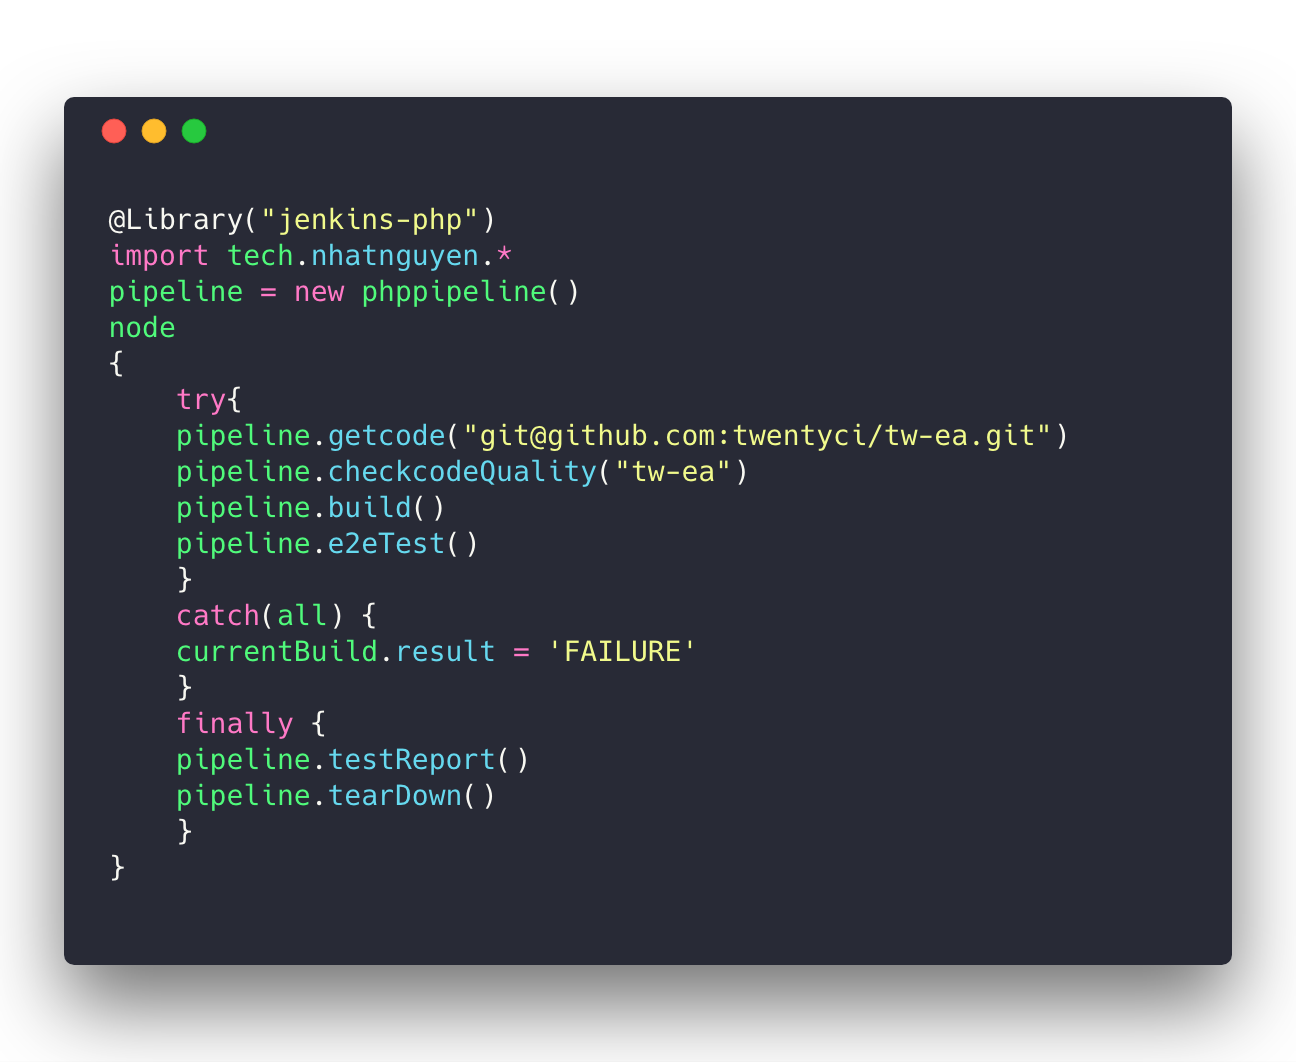 @Library("jenkins-php")
import tech.nhatnguyen.*
pipeline = new phppipeline()
node
{
    try{
    pipeline.getcode("git@github.com:twentyci/tw-ea.git")
    pipeline.checkcodeQuality("tw-ea")
    pipeline.build()
    pipeline.e2eTest()
    }
    catch(all) {
    currentBuild.result = 'FAILURE'
    }
    finally {
    pipeline.testReport()
    pipeline.tearDown()
    }
}